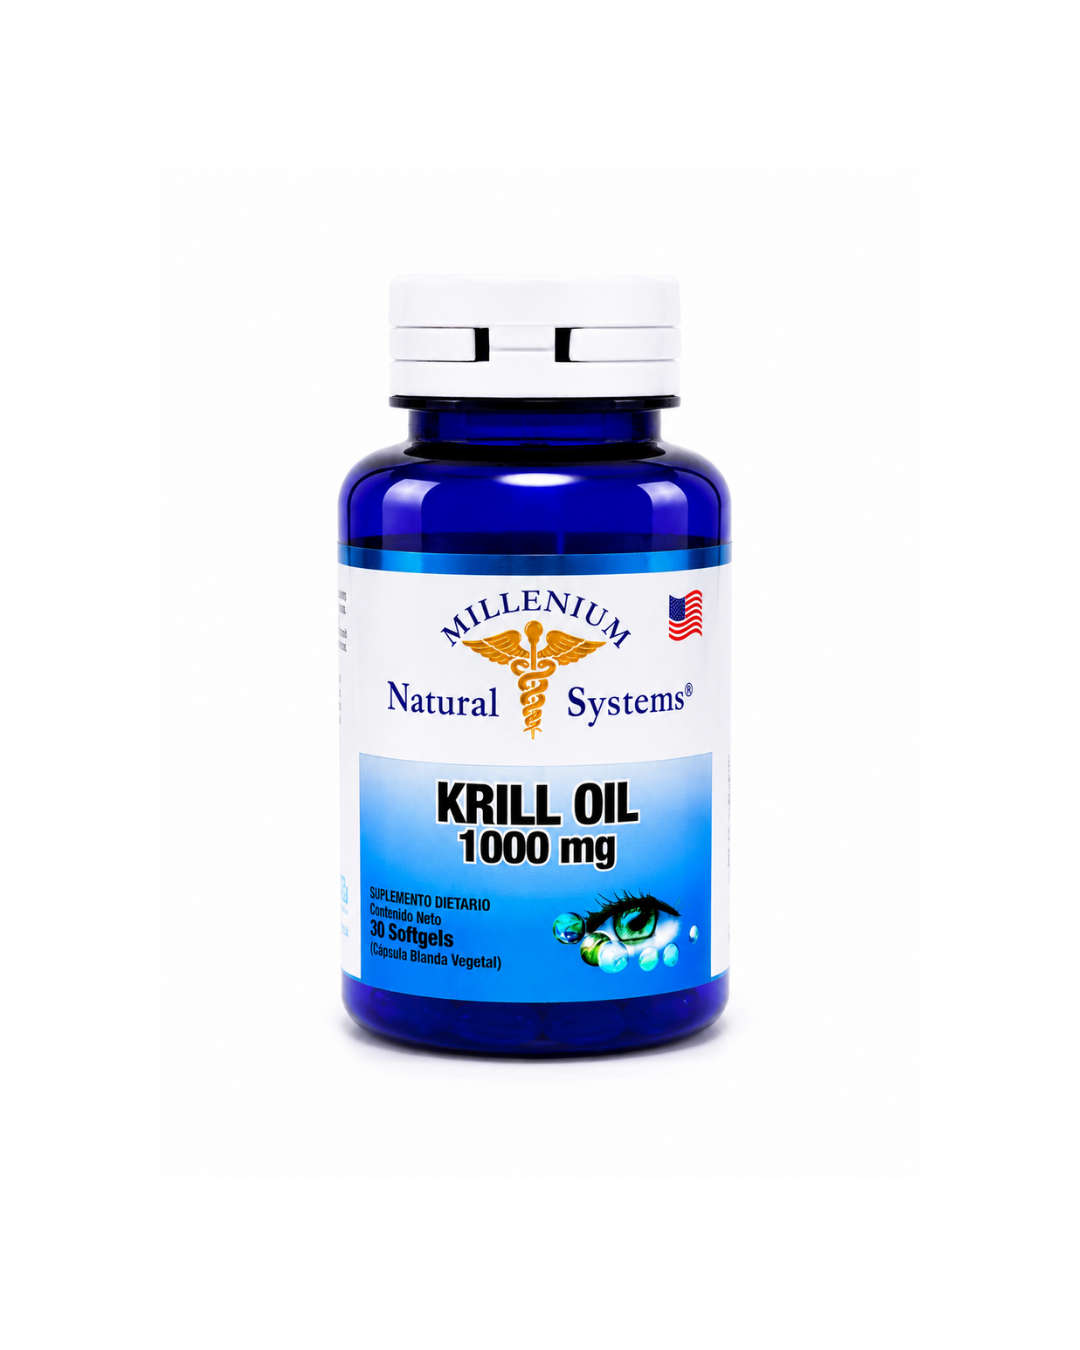 MILLENIUM
Natural Systems®
KRILL OIL
1000 mg
SUPLEMENTO DIETARIO
Contenido Neto
30 Softgels
(Cápsula Blanda Vegetal)